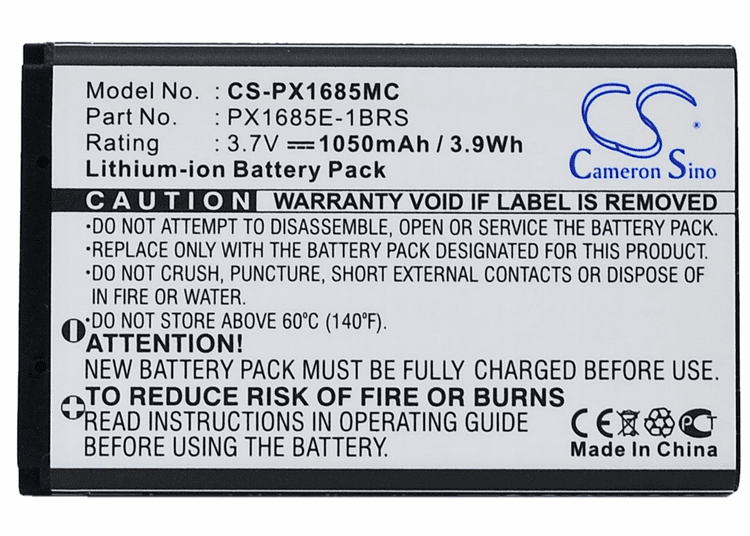 Model No. : CS-PX1685MC
Part No. : PX1685E-1BRS
Rating : 3.7V⎓1050mAh / 3.9Wh
Lithium-ion Battery Pack
CS
Cameron Sino
CAUTION WARRANTY VOID IF LABEL IS REMOVED
·DO NOT ATTEMPT TO DISASSEMBLE, OPEN OR SERVICE THE BATTERY PACK.
·REPLACE ONLY WITH THE BATTERY PACK DESIGNATED FOR THIS PRODUCT.
·DO NOT CRUSH, PUNCTURE, SHORT EXTERNAL CONTACTS OR DISPOSE OF
IN FIRE OR WATER.
·DO NOT STORE ABOVE 60°C (140°F).
ATTENTION!
NEW BATTERY PACK MUST BE FULLY CHARGED BEFORE USE.
TO REDUCE RISK OF FIRE OR BURNS
READ INSTRUCTIONS IN OPERATING GUIDE
BEFORE USING THE BATTERY.
CE PCT
Made In China